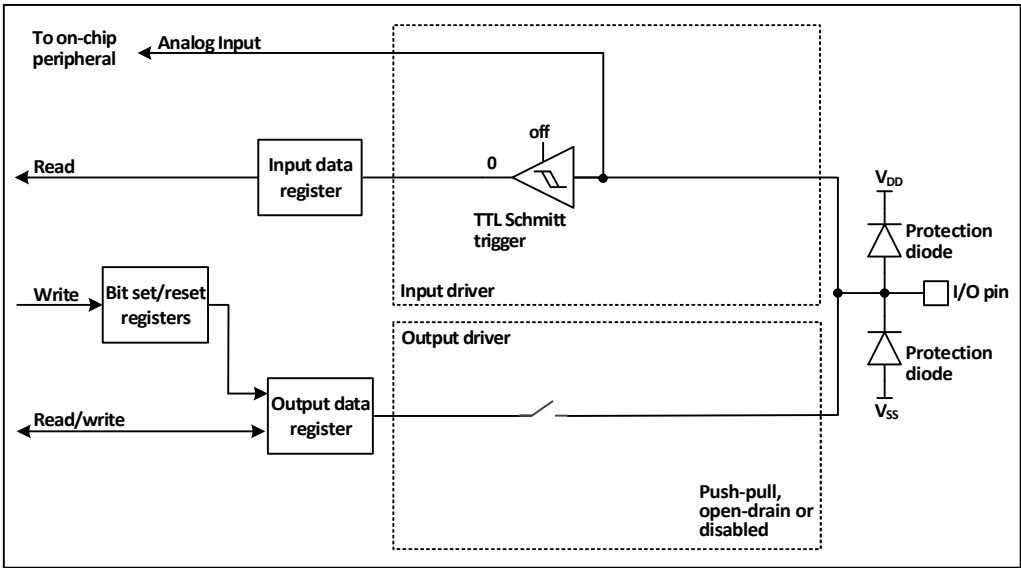 To on-chip
peripheral
Analog Input
off
Read
Input data
register
0
TTL Schmitt
trigger
VDD
Protection
diode
Write
Bit set/reset
registers
Input driver
I/O pin
Output driver
Protection
diode
Read/write
Output data
register
VSS
Push-pull,
open-drain or
disabled